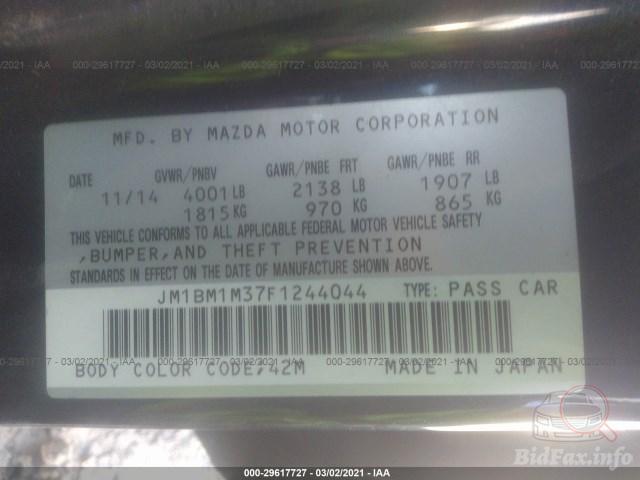 000-29617727 - 03/02/2021 - IAA
MFD. BY MAZDA MOTOR CORPORATION
DATE GVWR/PNBV GAWR/PNBE FRT GAWR/PNBE RR
11/14 4001 LB 2138 LB 1907 LB
1815 KG 970 KG 865 KG
THIS VEHICLE CONFORMS TO ALL APPLICABLE FEDERAL MOTOR VEHICLE SAFETY
,BUMPER,AND THEFT PREVENTION
STANDARDS IN EFFECT ON THE DATE OF MANUFACTURE SHOWN ABOVE.
JM1BM1M37F1244044 TYPE: PASS CAR
000-29617727 - 03/02/2021 - IAA
BODY COLOR CODE;42M MADE IN JAPAN
BidFax.info
000-29617727 - 03/02/2021 - IAA